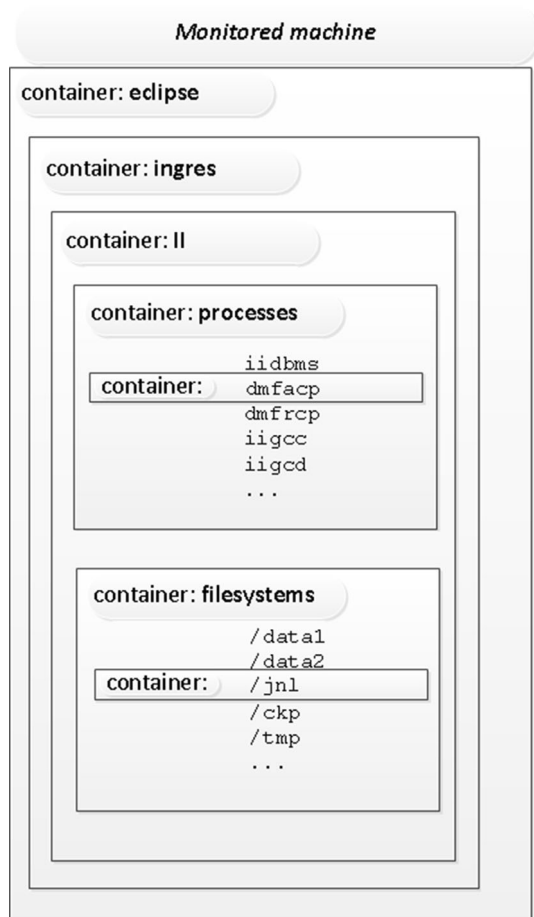 Monitored machine
container: eclipse
container: ingres
container: II
container: processes
iidbms
container: dmfacp
dmfrcp
iigcc
iigcd
...
container: filesystems
/data1
/data2
container: /jnl
/ckp
/tmp
...